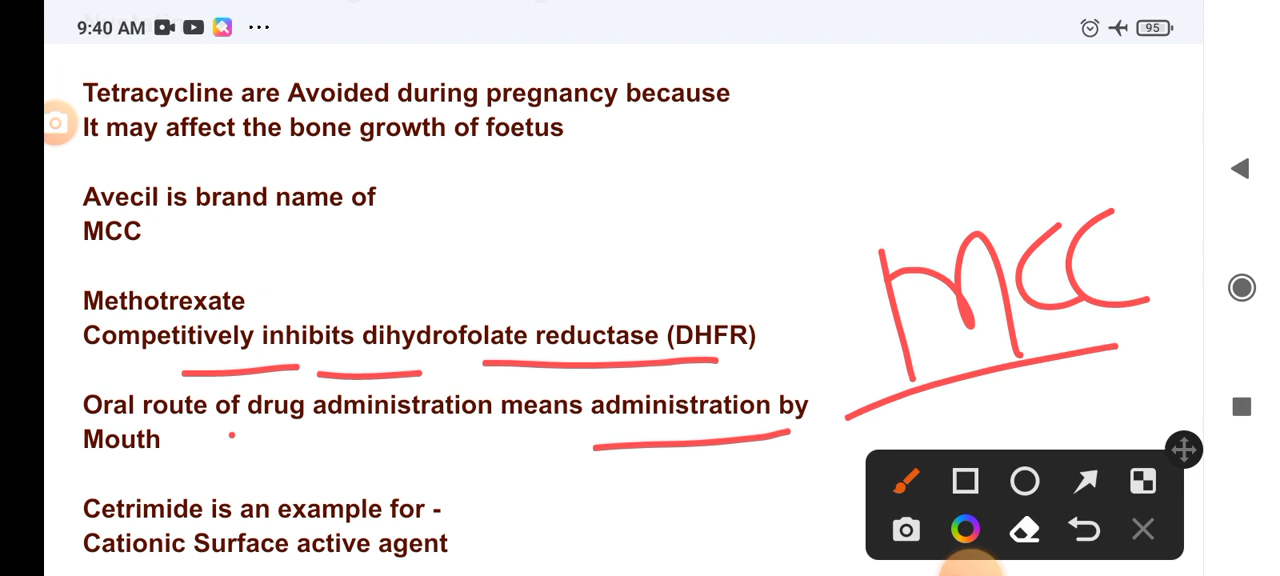 9:40 AM
95
Tetracycline are Avoided during pregnancy because
It may affect the bone growth of foetus
Avecil is brand name of
MCC
Methotrexate
Competitively inhibits dihydrofolate reductase (DHFR)
Oral route of drug administration means administration by
Mouth
Cetrimide is an example for -
Cationic Surface active agent
MCC